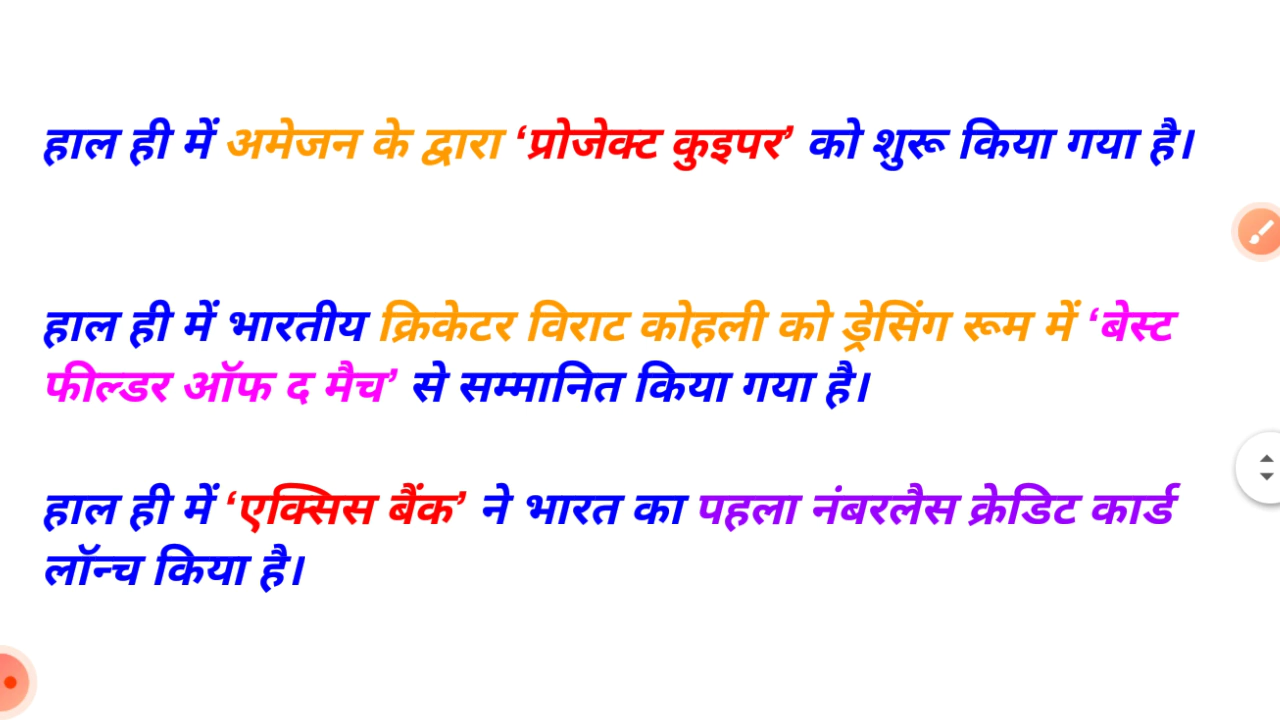 हाल ही में अमेजन के द्वारा ‘प्रोजेक्ट कुइपर’ को शुरू किया गया है।
हाल ही में भारतीय क्रिकेटर विराट कोहली को ड्रेसिंग रूम में ‘बेस्ट
फील्डर ऑफ द मैच’ से सम्मानित किया गया है।
हाल ही में ‘एक्सिस बैंक’ ने भारत का पहला नंबरलैस क्रेडिट कार्ड
लॉन्च किया है।